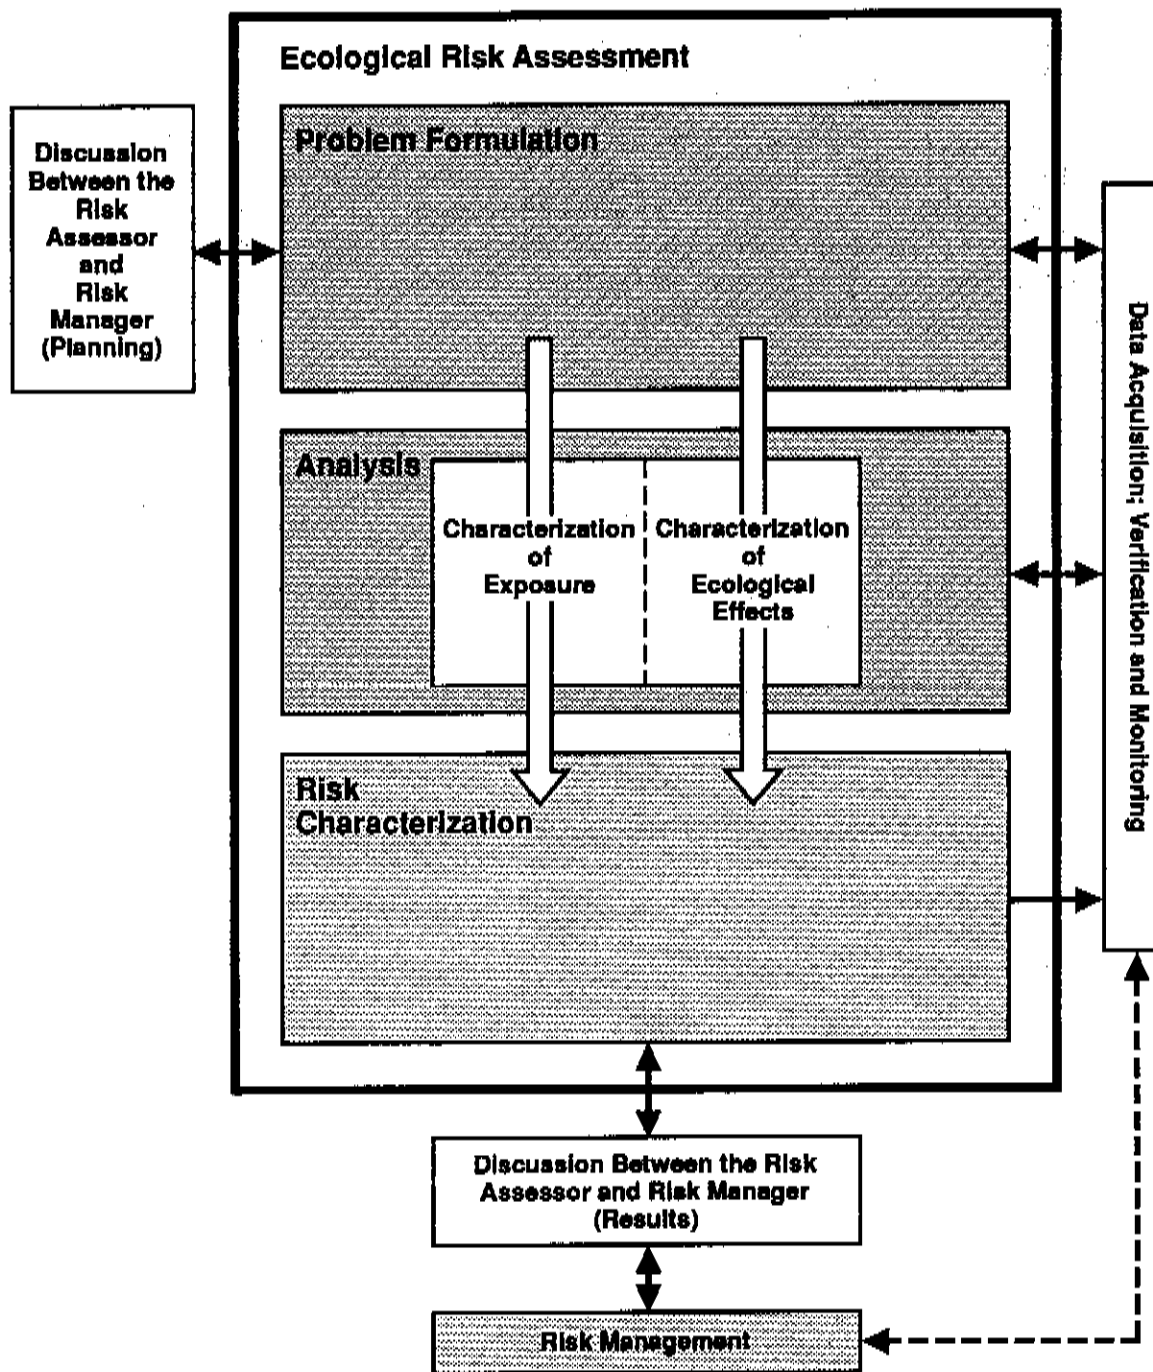 Ecological Risk Assessment
Problem Formulation
Discussion
Between the
Risk
Assessor
and
Risk
Manager
(Planning)
Analysis
Characterization
of
Exposure
Characterization
of
Ecological
Effects
Data Acquisition; Verification and Monitoring
Risk
Characterization
Discussion Between the Risk
Assessor and Risk Manager
(Results)
Risk Management